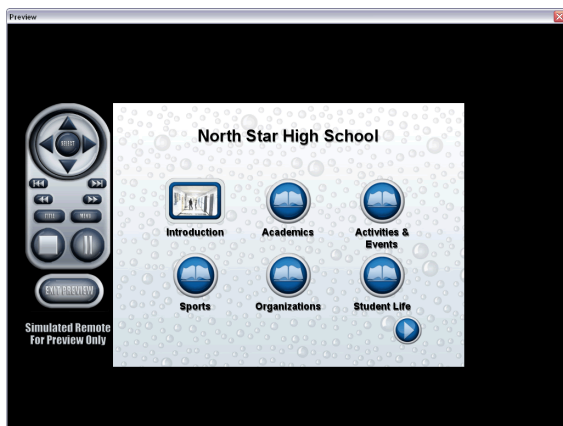 Preview
North Star High School
SELECT
TITLE MENU
EXIT PREVIEW
Simulated Remote
For Preview Only
Introduction Academics Activities &
Events
Sports Organizations Student Life